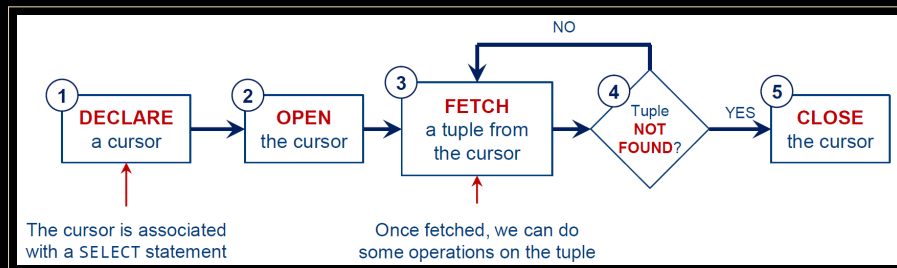 NO
1
DECLARE
a cursor
2
OPEN
the cursor
3
FETCH
a tuple from
the cursor
4
Tuple
NOT
FOUND?
YES
5
CLOSE
the cursor
The cursor is associated
with a SELECT statement
Once fetched, we can do
some operations on the tuple